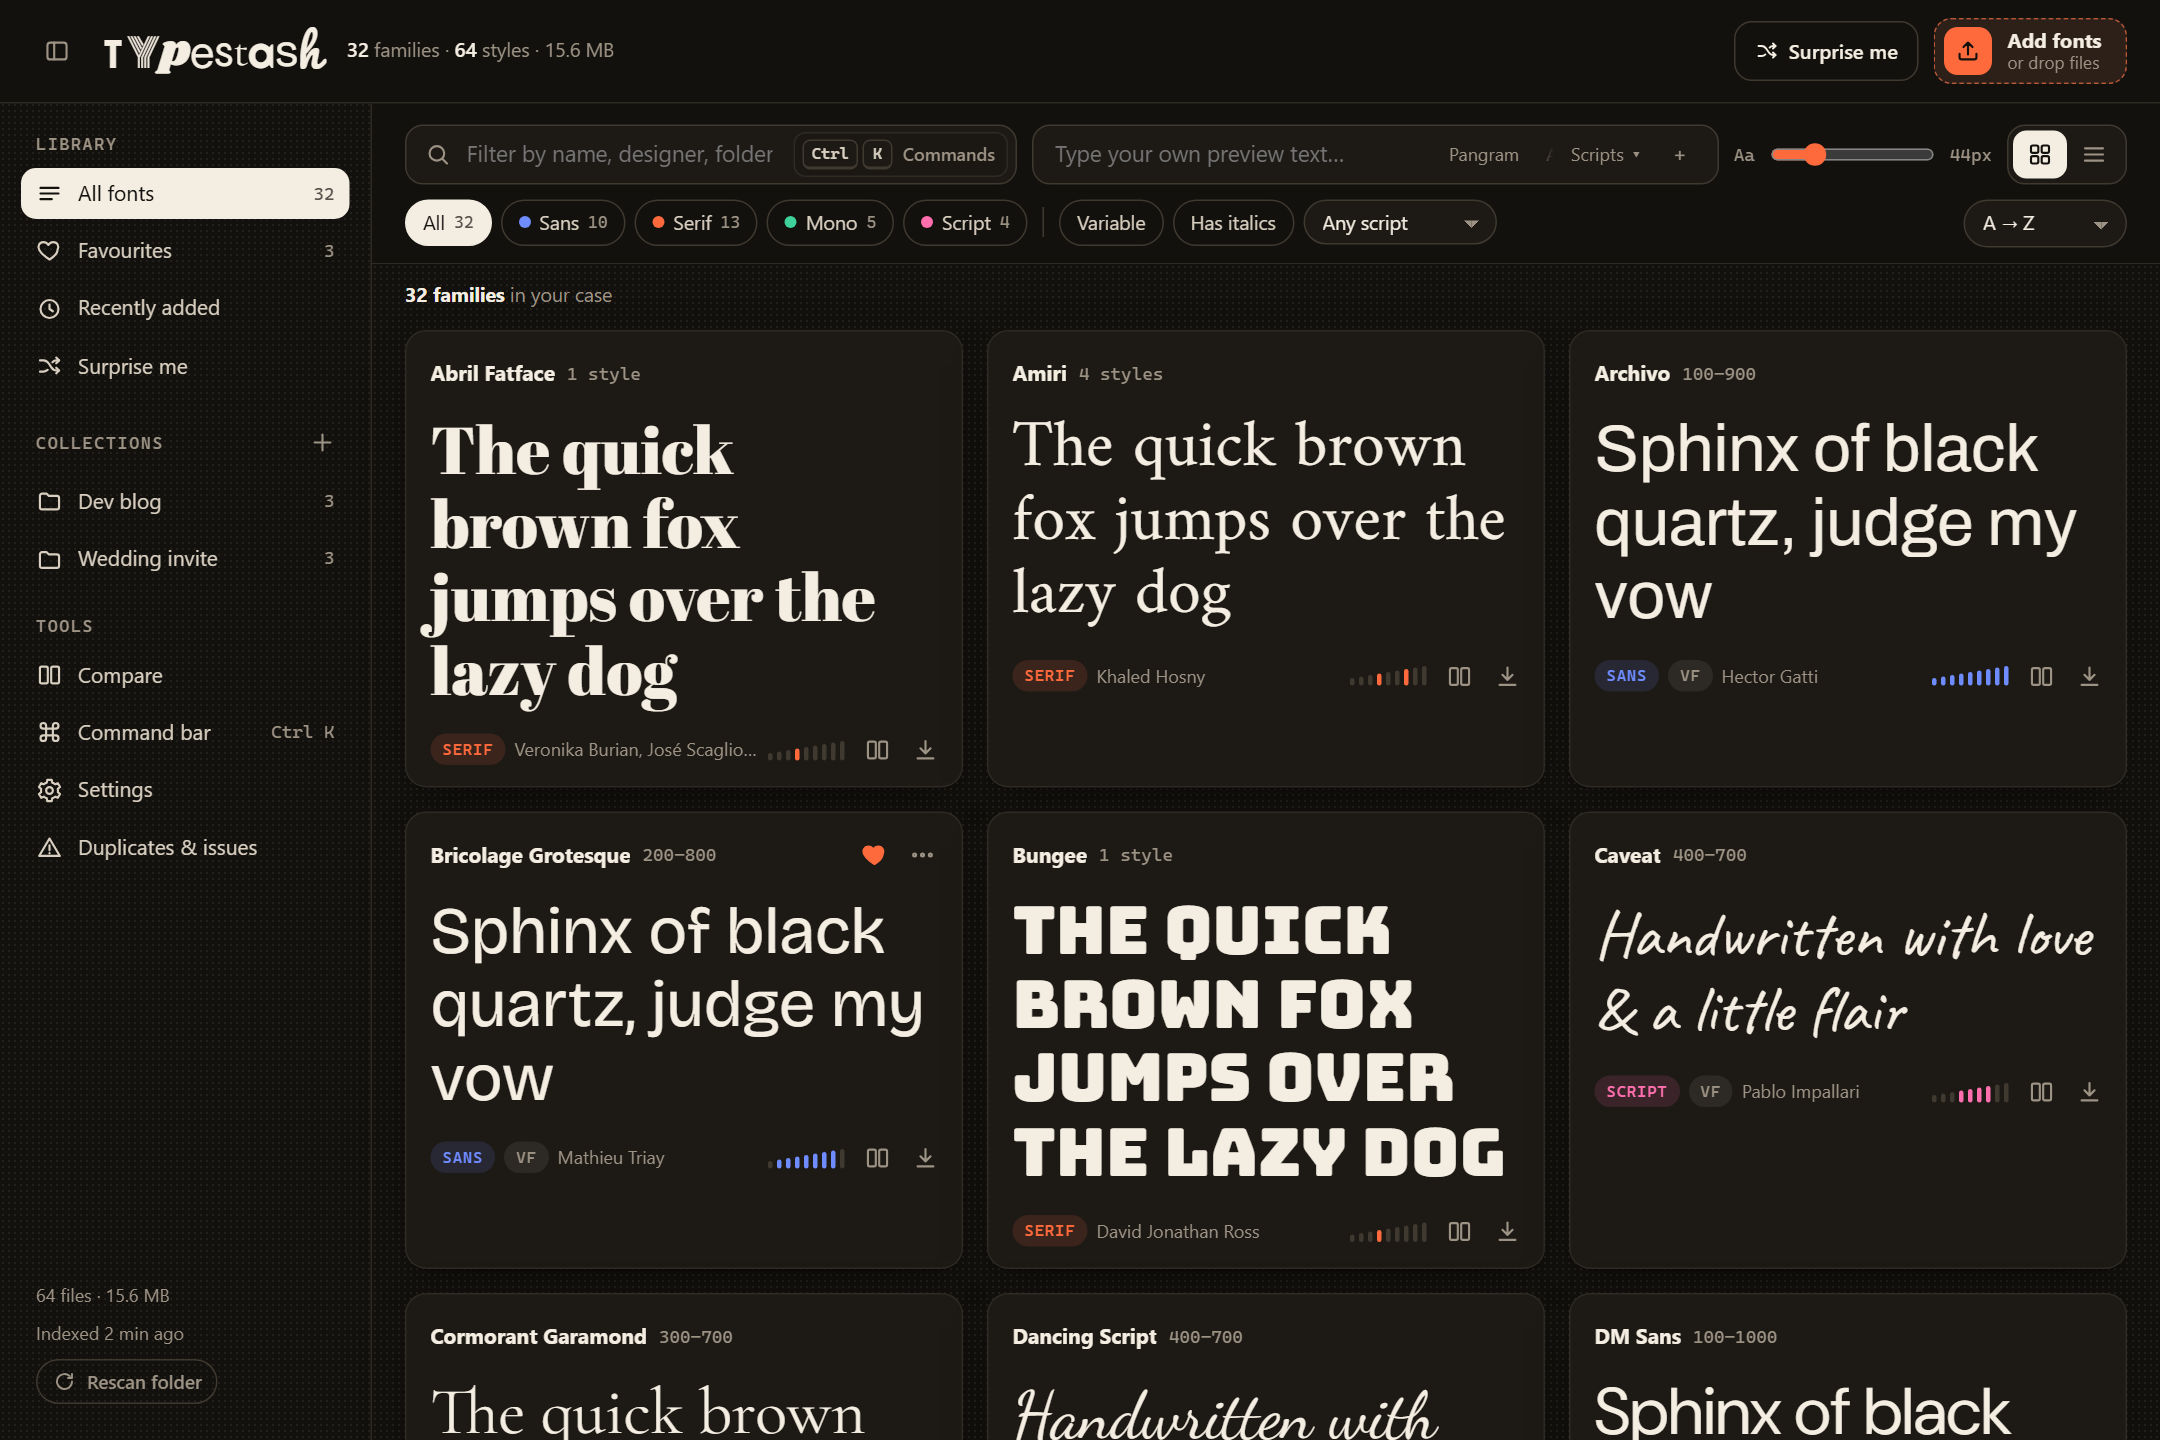 TYpestash
32 families · 64 styles · 15.6 MB
Surprise me
Add fonts
or drop files
LIBRARY
All fonts 32
Favourites 3
Recently added
Surprise me
COLLECTIONS +
Dev blog 3
Wedding invite 3
TOOLS
Compare
Command bar Ctrl K
Settings
Duplicates & issues
64 files · 15.6 MB
Indexed 2 min ago
Rescan folder
Filter by name, designer, folder Ctrl K Commands
Type your own preview text... Pangram Scripts ▾ +
Aa 44px
All 32 Sans 10 Serif 13 Mono 5 Script 4 Variable Has italics Any script
A → Z
32 families in your case
Abril Fatface 1 style
The quick
brown fox
jumps over the
lazy dog
SERIF Veronika Burian, José Scaglio...
Amiri 4 styles
The quick brown
fox jumps over the
lazy dog
SERIF Khaled Hosny
Archivo 100–900
Sphinx of black
quartz, judge my
vow
SANS VF Hector Gatti
Bricolage Grotesque 200–800
Sphinx of black
quartz, judge my
vow
SANS VF Mathieu Triay
Bungee 1 style
THE QUICK
BROWN FOX
JUMPS OVER
THE LAZY DOG
SERIF David Jonathan Ross
Caveat 400–700
Handwritten with love
& a little flair
SCRIPT VF Pablo Impallari
Cormorant Garamond 300–700
The quick brown
Dancing Script 400–700
Handwritten with
DM Sans 100–1000
Sphinx of black